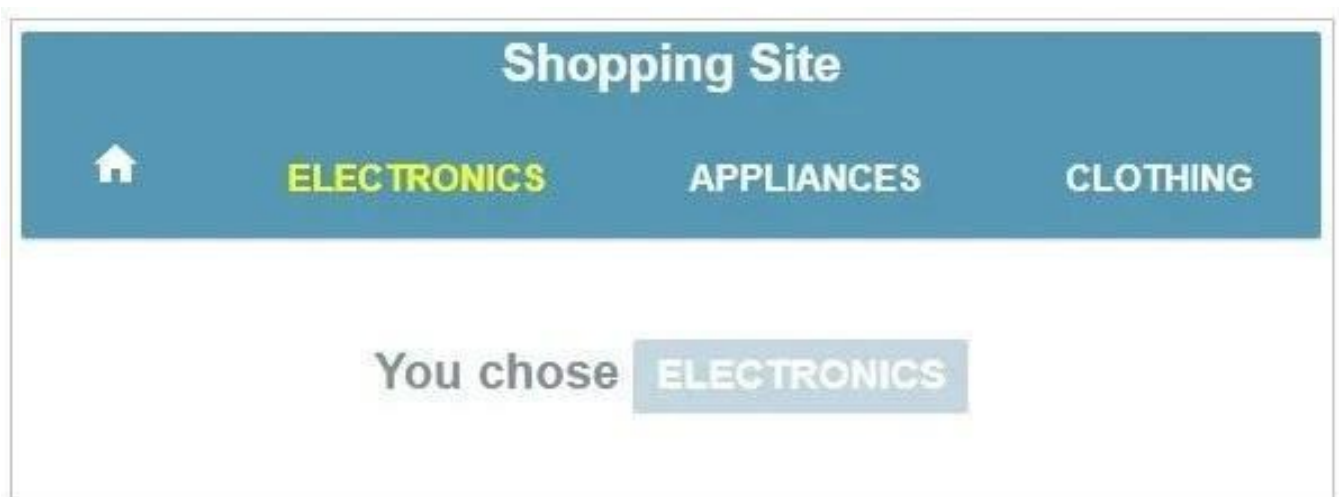 Shopping Site
ELECTRONICS APPLIANCES CLOTHING
You chose ELECTRONICS